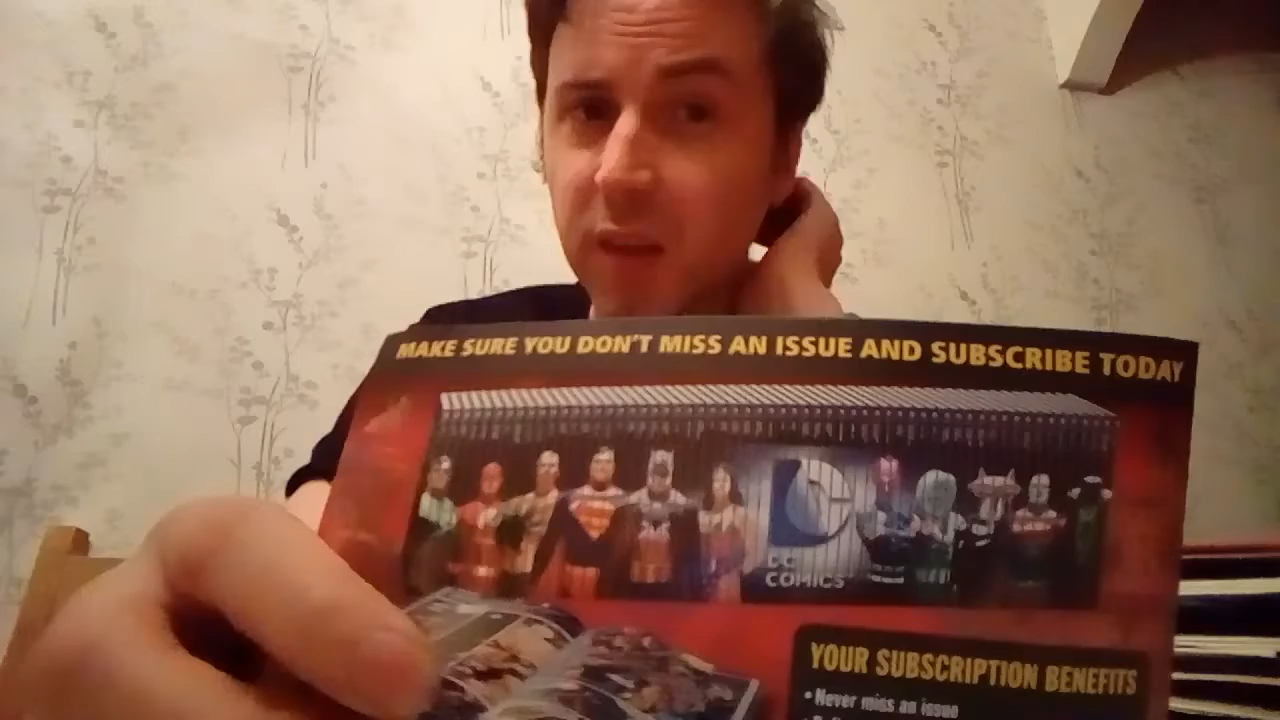 MAKE SURE YOU DON'T MISS AN ISSUE AND SUBSCRIBE TODAY
DC
COMICS
YOUR SUBSCRIPTION BENEFITS
• Never miss an issue